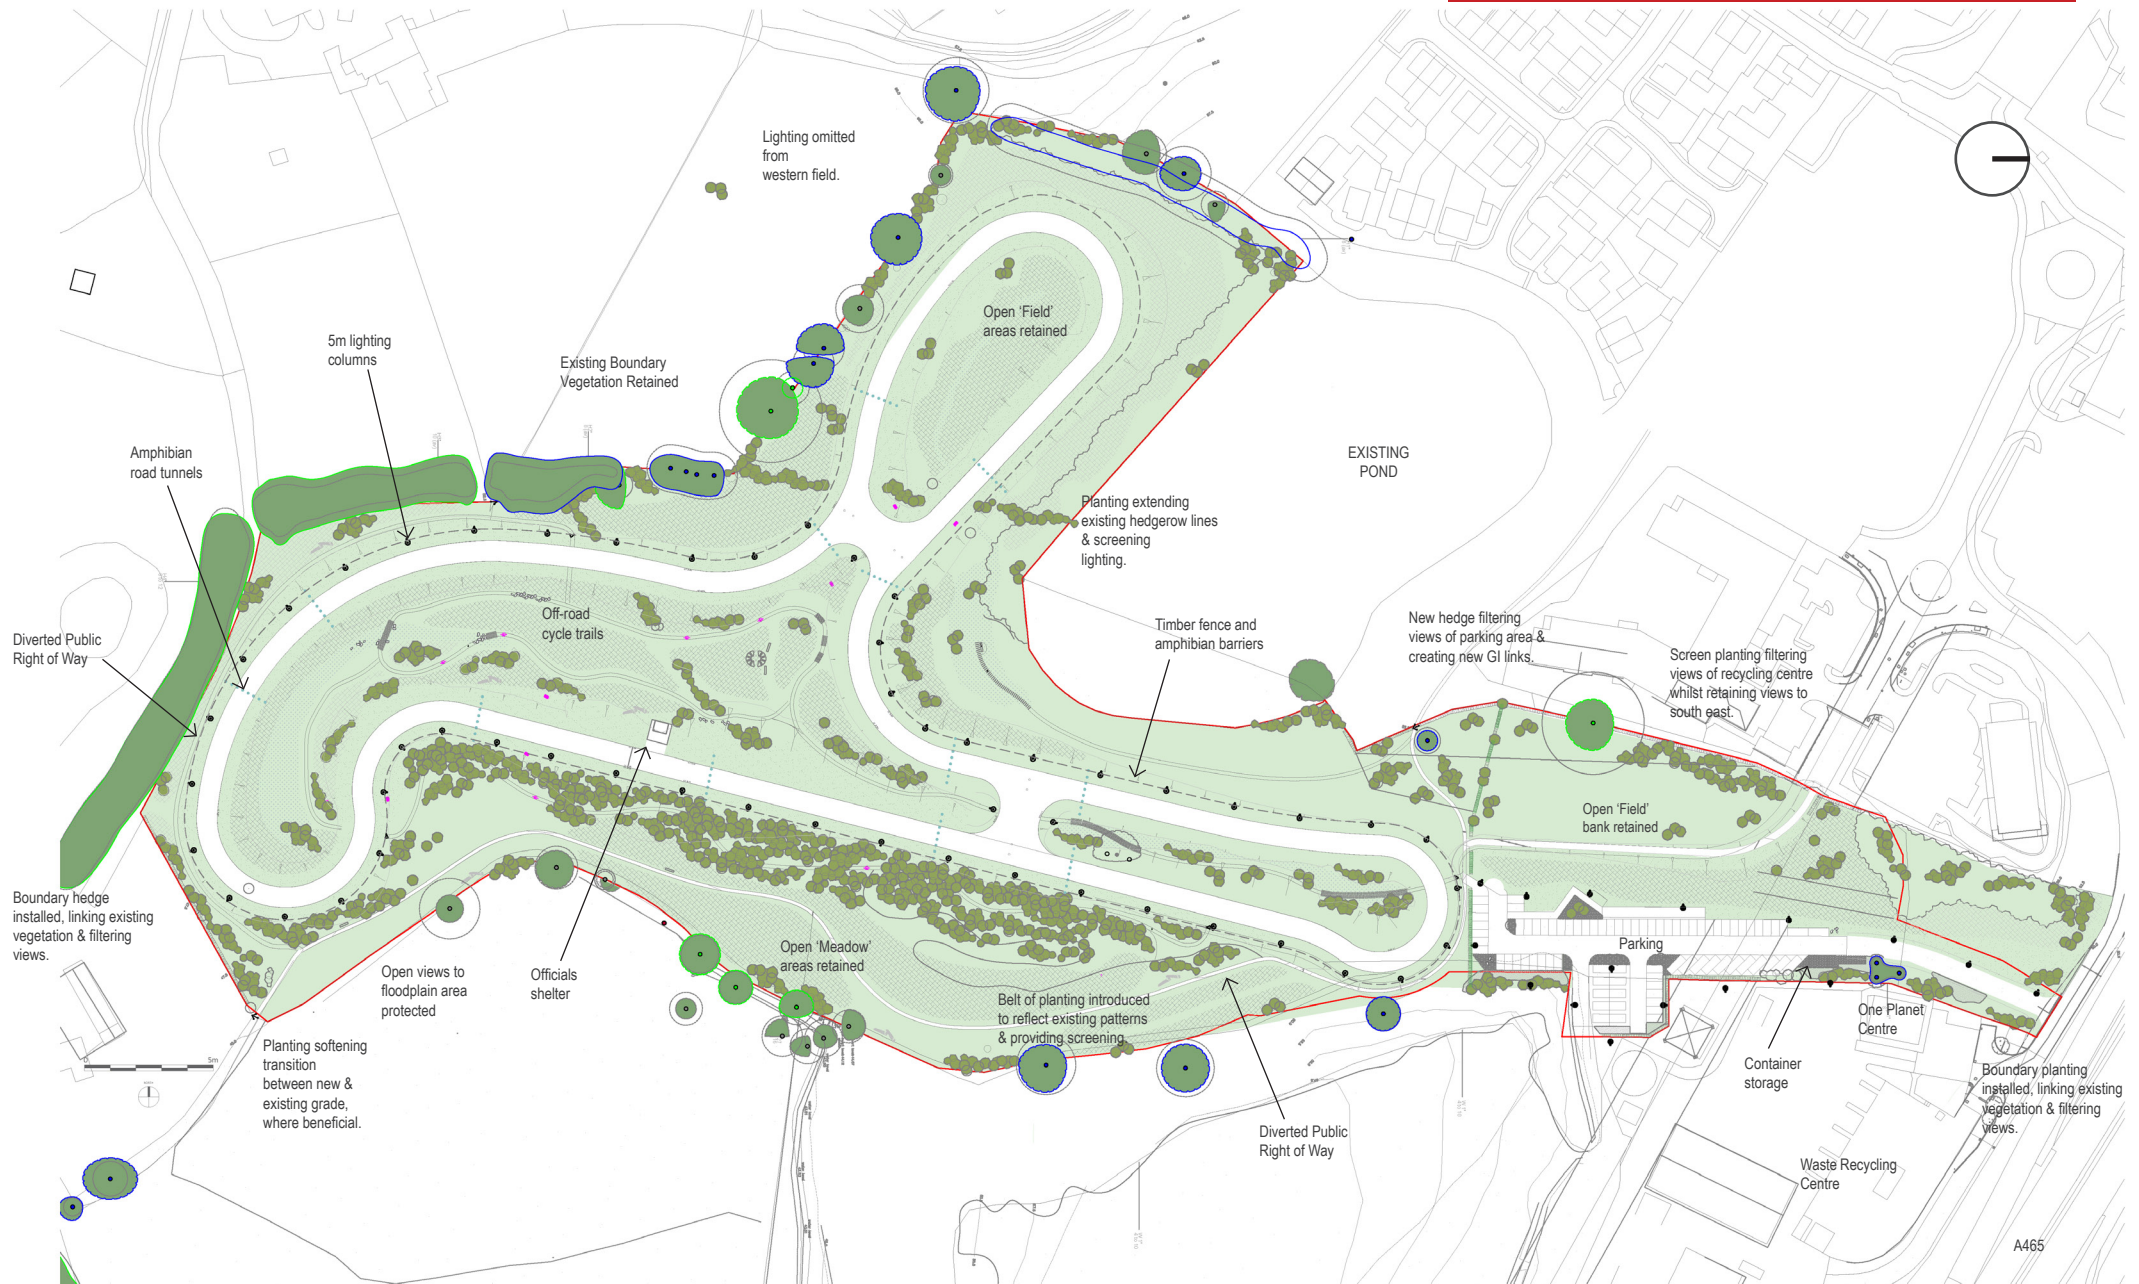 Lighting omitted
from
western field.
Open 'Field'
areas retained
5m lighting
columns
Existing Boundary
Vegetation Retained
Amphibian
road tunnels
EXISTING
POND
Planting extending
existing hedgerow lines
& screening
lighting.
Off-road
cycle trails
Diverted Public
Right of Way
Timber fence and
amphibian barriers
New hedge filtering
views of parking area &
creating new GI links.
Screen planting filtering
views of recycling centre
whilst retaining views to
south east.
Open 'Field'
bank retained
Boundary hedge
installed, linking existing
vegetation & filtering
views.
Open views to
floodplain area
protected
Officials
shelter
Open 'Meadow'
areas retained
Parking
Belt of planting introduced
to reflect existing patterns
& providing screening.
One Planet
Centre
Container
storage
Planting softening
transition
between new &
existing grade,
where beneficial.
0
5m
Boundary planting
installed, linking existing
vegetation & filtering
views.
Diverted Public
Right of Way
Waste Recycling
Centre
A465